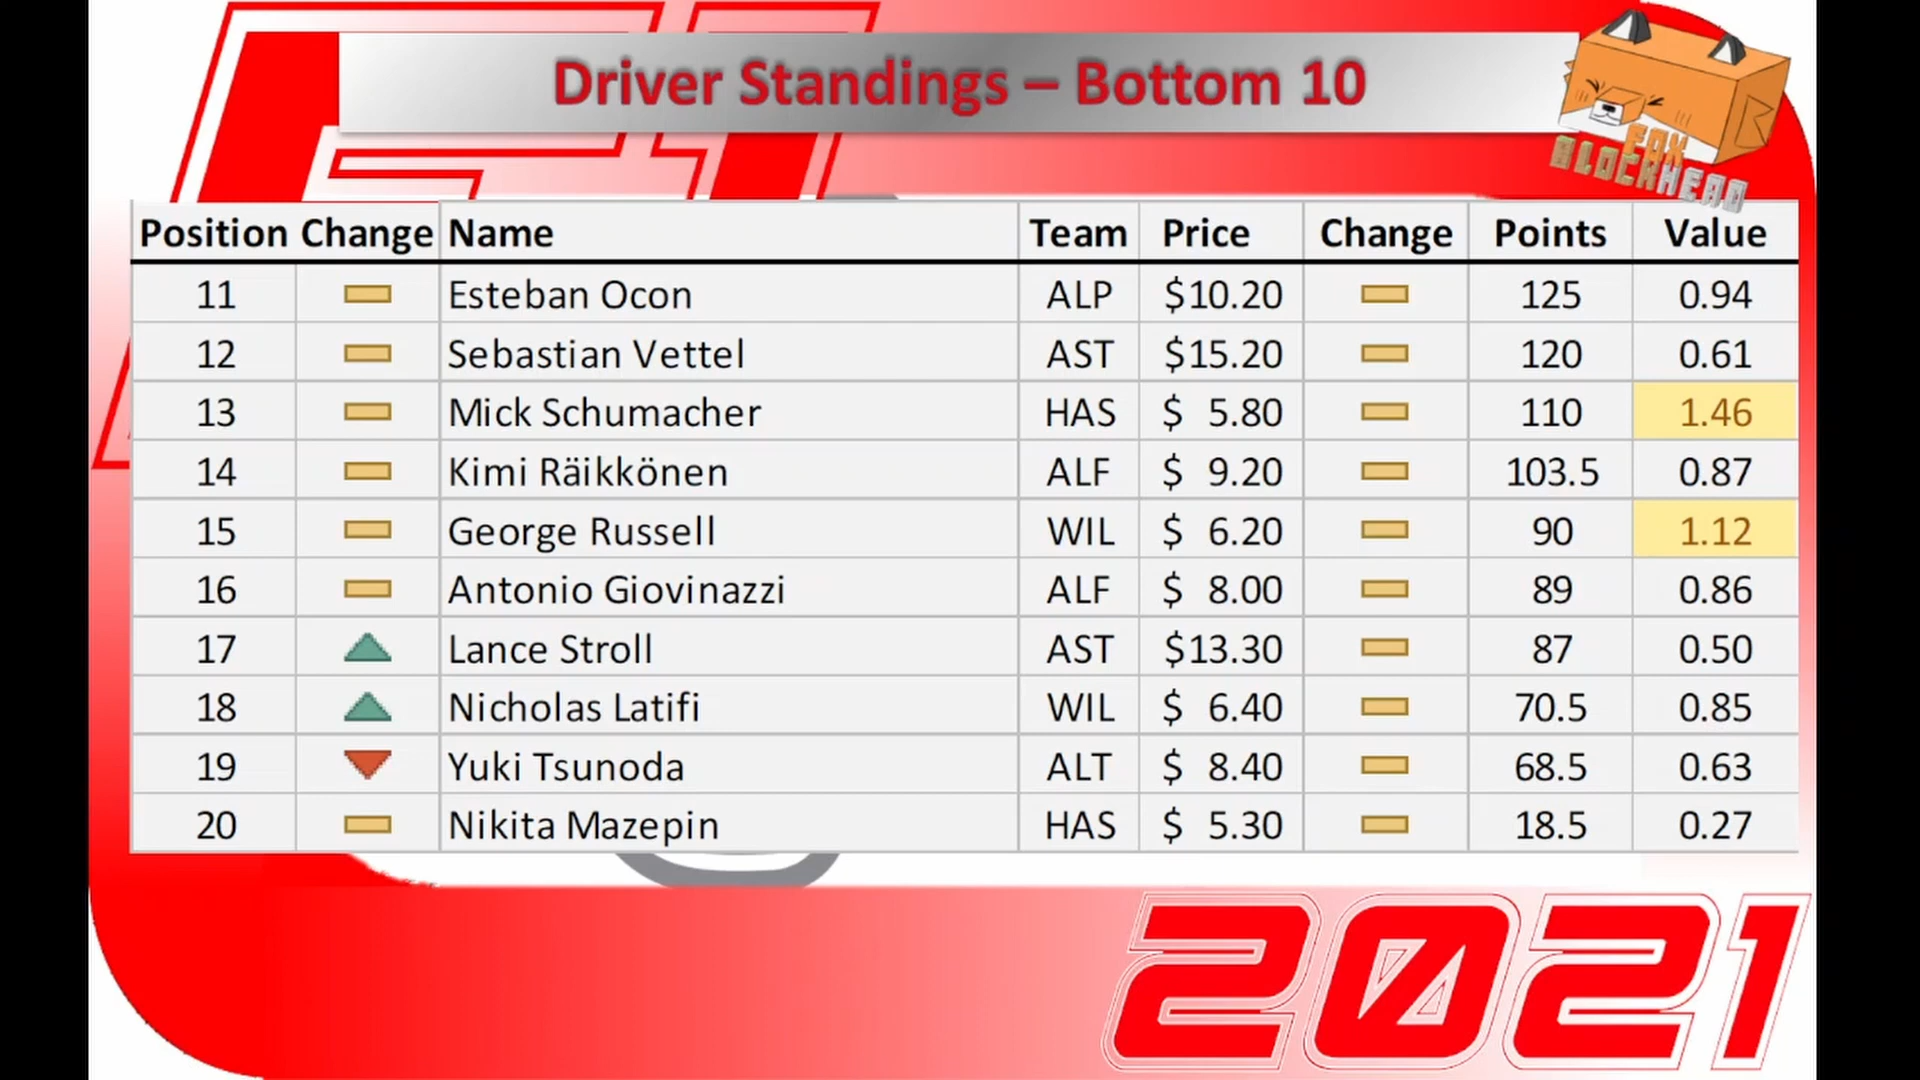 Driver Standings – Bottom 10
FOX
BLOCKHEAD
Position Change Name Team Price Change Points Value
11 Esteban Ocon ALP $10.20 125 0.94
12 Sebastian Vettel AST $15.20 120 0.61
13 Mick Schumacher HAS $ 5.80 110 1.46
14 Kimi Räikkönen ALF $ 9.20 103.5 0.87
15 George Russell WIL $ 6.20 90 1.12
16 Antonio Giovinazzi ALF $ 8.00 89 0.86
17 Lance Stroll AST $13.30 87 0.50
18 Nicholas Latifi WIL $ 6.40 70.5 0.85
19 Yuki Tsunoda ALT $ 8.40 68.5 0.63
20 Nikita Mazepin HAS $ 5.30 18.5 0.27
2021